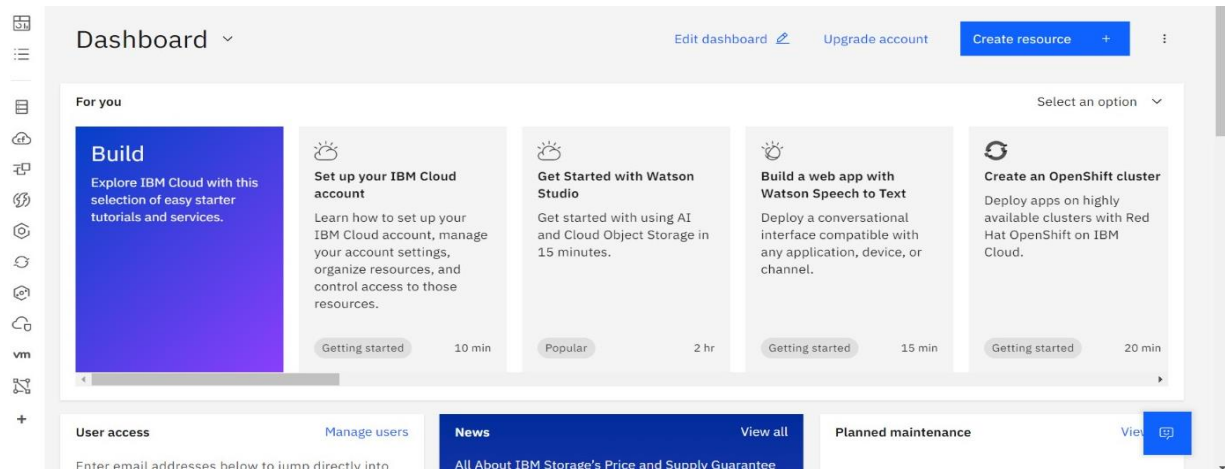 Dashboard
Edit dashboard
Upgrade account
Create resource +
For you
Select an option
Build
Explore IBM Cloud with this
selection of easy starter
tutorials and services.
Set up your IBM Cloud
account
Learn how to set up your
IBM Cloud account, manage
your account settings,
organize resources, and
control access to those
resources.
Getting started
10 min
Get Started with Watson
Studio
Get started with using AI
and Cloud Object Storage in
15 minutes.
Popular
2 hr
Build a web app with
Watson Speech to Text
Deploy a conversational
interface compatible with
any application, device, or
channel.
Getting started
15 min
Create an OpenShift cluster
Deploy apps on highly
available clusters with Red
Hat OpenShift on IBM
Cloud.
Getting started
20 min
vm
User access
Manage users
Enter email addresses below to jump directly into
News
View all
All About IBM Storage's Price and Supply Guarantee
Planned maintenance